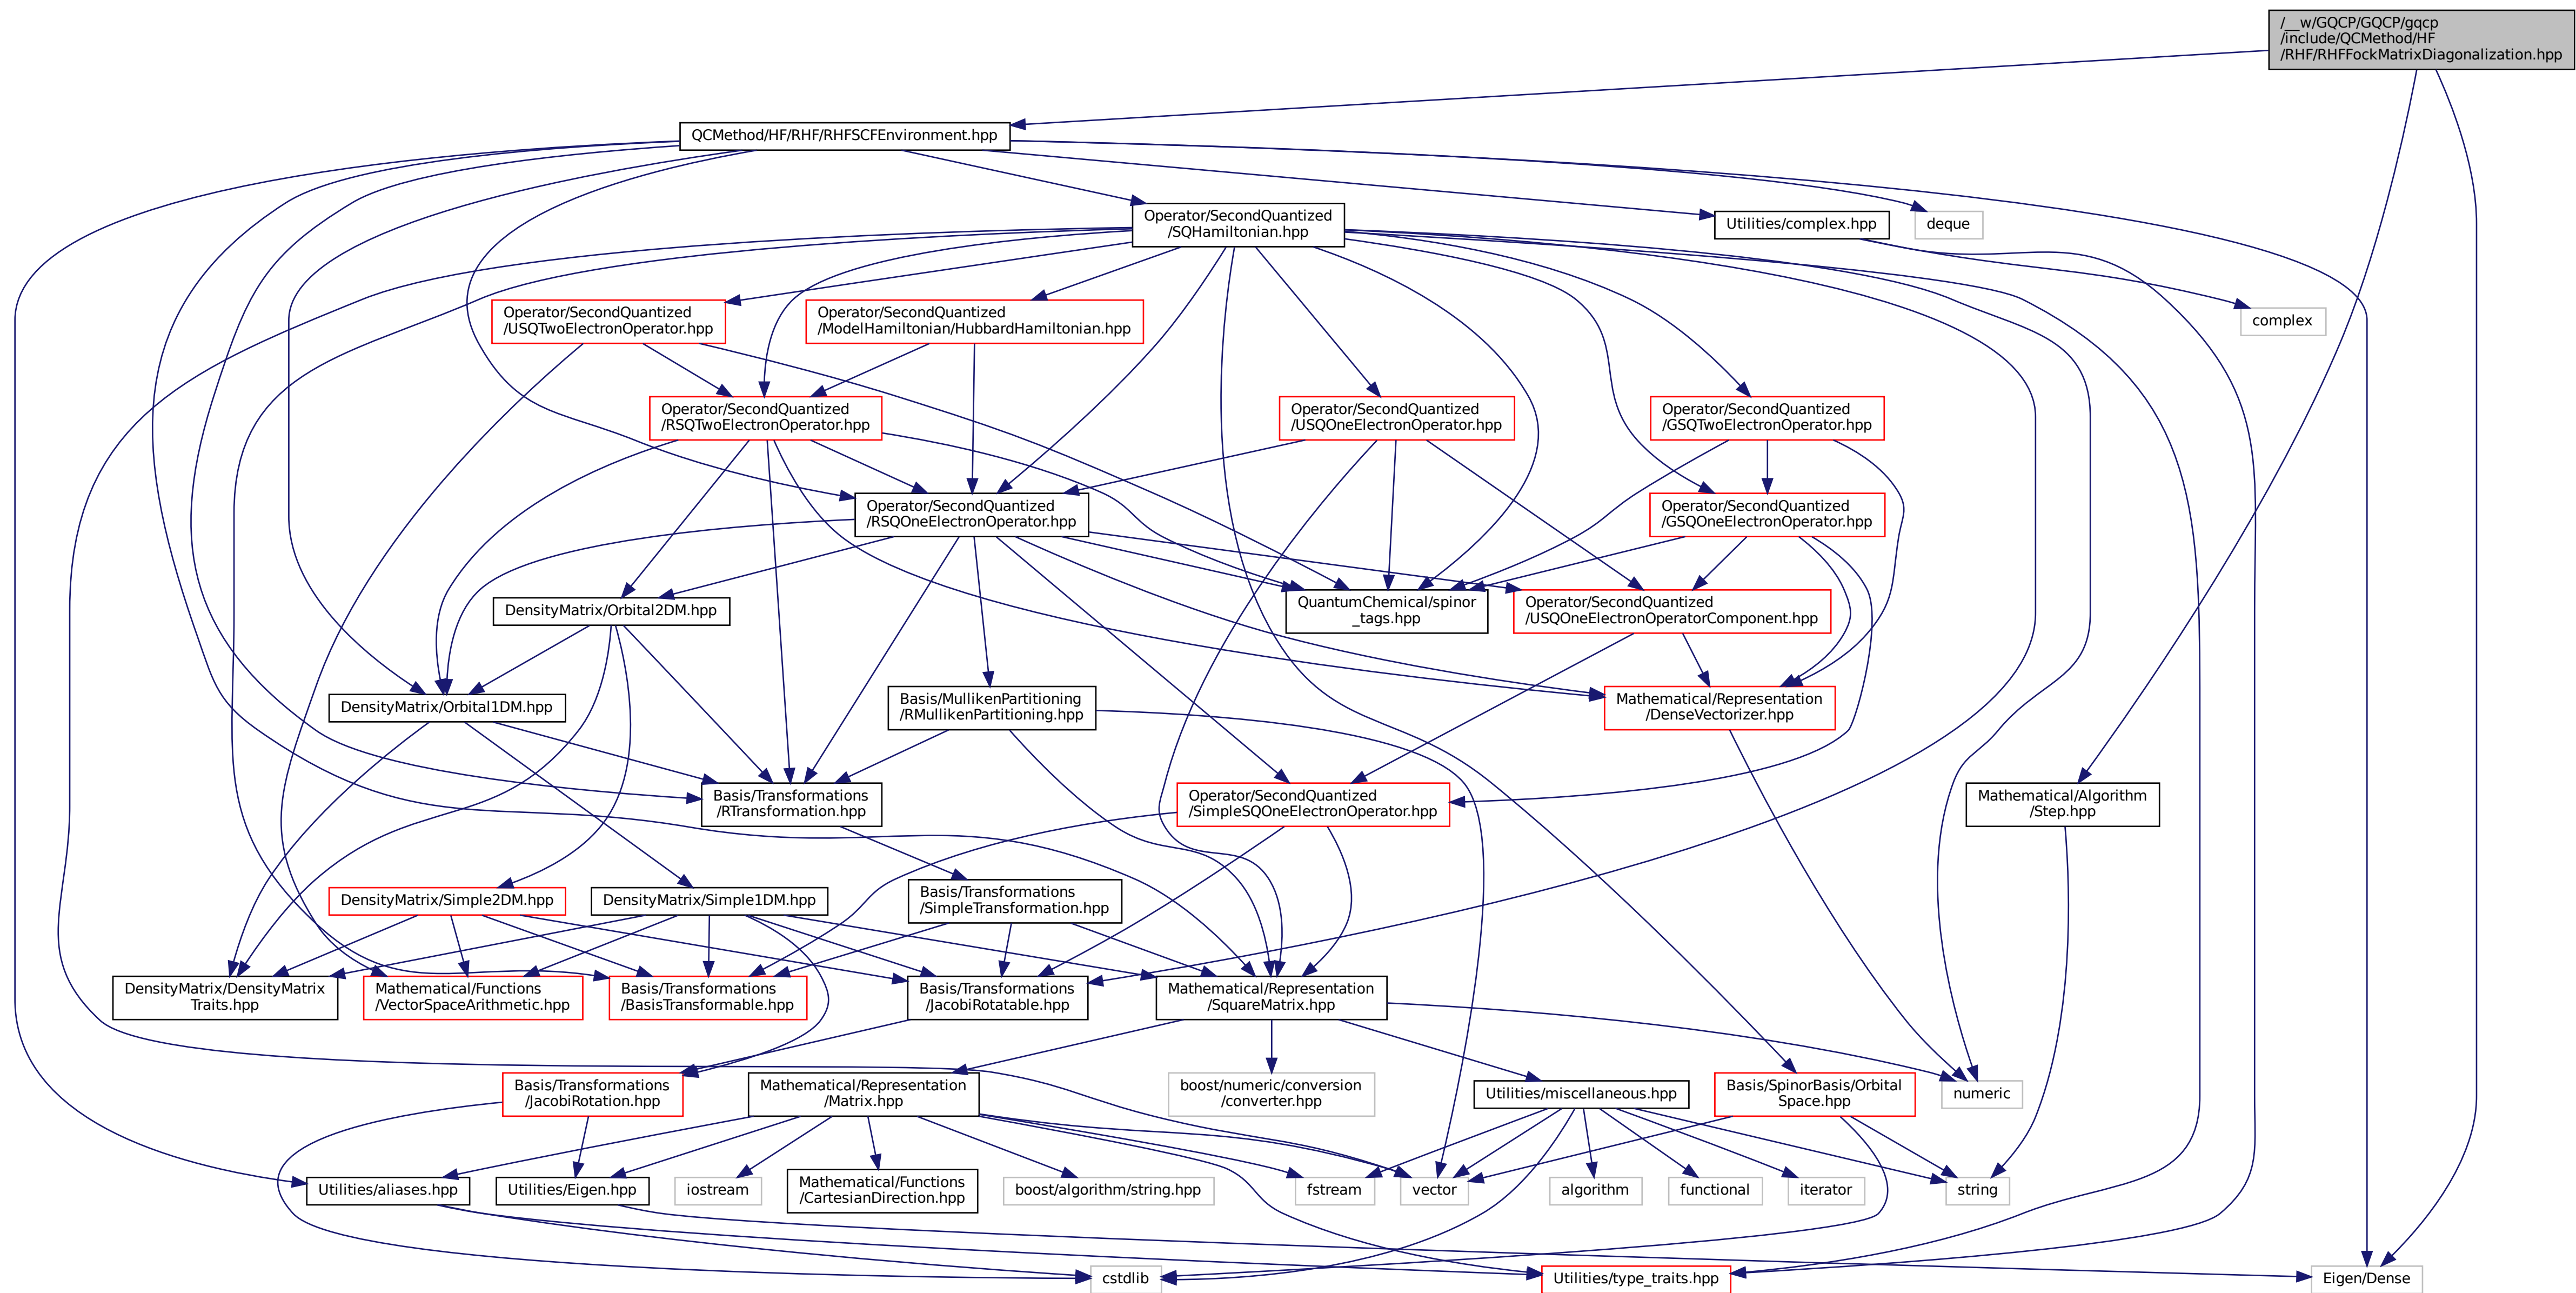 /__w/GQCP/GQCP/gqcp
/include/QCMethod/HF
/RHF/RHFFockMatrixDiagonalization.hpp
QCMethod/HF/RHF/RHFSCFEnvironment.hpp
Operator/SecondQuantized
/SQHamiltonian.hpp
Utilities/complex.hpp
deque
Operator/SecondQuantized
/USQTwoElectronOperator.hpp
Operator/SecondQuantized
/ModelHamiltonian/HubbardHamiltonian.hpp
complex
Operator/SecondQuantized
/RSQTwoElectronOperator.hpp
Operator/SecondQuantized
/USQOneElectronOperator.hpp
Operator/SecondQuantized
/GSQTwoElectronOperator.hpp
Operator/SecondQuantized
/RSQOneElectronOperator.hpp
Operator/SecondQuantized
/GSQOneElectronOperator.hpp
DensityMatrix/Orbital2DM.hpp
QuantumChemical/spinor
_tags.hpp
Operator/SecondQuantized
/USQOneElectronOperatorComponent.hpp
DensityMatrix/Orbital1DM.hpp
Basis/MullikenPartitioning
/RMullikenPartitioning.hpp
Mathematical/Representation
/DenseVectorizer.hpp
Basis/Transformations
/RTransformation.hpp
Operator/SecondQuantized
/SimpleSQOneElectronOperator.hpp
Mathematical/Algorithm
/Step.hpp
DensityMatrix/Simple2DM.hpp
DensityMatrix/Simple1DM.hpp
Basis/Transformations
/SimpleTransformation.hpp
DensityMatrix/DensityMatrix
Traits.hpp
Mathematical/Functions
/VectorSpaceArithmetic.hpp
Basis/Transformations
/BasisTransformable.hpp
Basis/Transformations
/JacobiRotatable.hpp
Mathematical/Representation
/SquareMatrix.hpp
Basis/Transformations
/JacobiRotation.hpp
Mathematical/Representation
/Matrix.hpp
boost/numeric/conversion
/converter.hpp
Utilities/miscellaneous.hpp
Basis/SpinorBasis/Orbital
Space.hpp
numeric
Utilities/aliases.hpp
Utilities/Eigen.hpp
iostream
Mathematical/Functions
/CartesianDirection.hpp
boost/algorithm/string.hpp
fstream
vector
algorithm
functional
iterator
string
cstdlib
Utilities/type_traits.hpp
Eigen/Dense